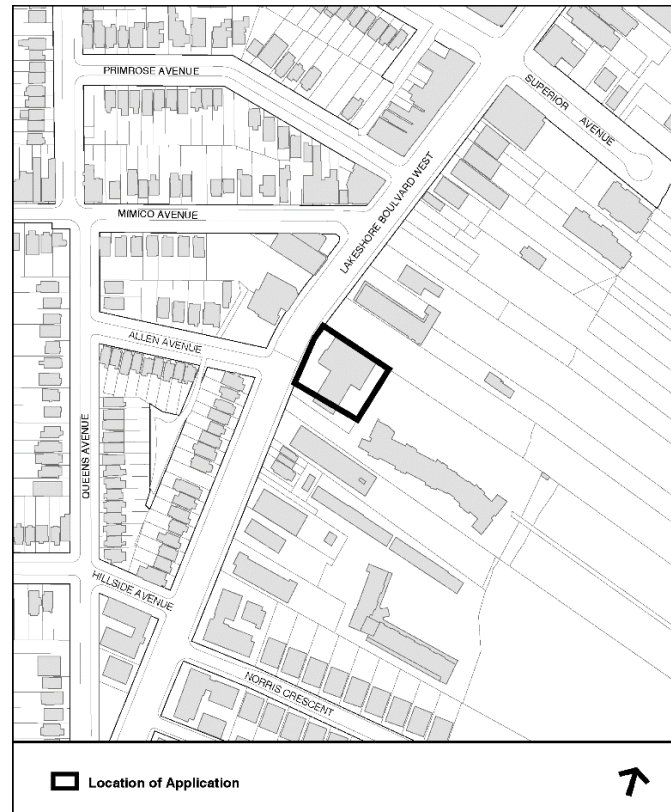 PRIMROSE AVENUE
SUPERIOR AVENUE
LAKESHORE BOULVARD WEST
MIMICO AVENUE
ALLEN AVENUE
QUEENS AVENUE
HILLSIDE AVENUE
NORRIS CRESCENT
Location of Application